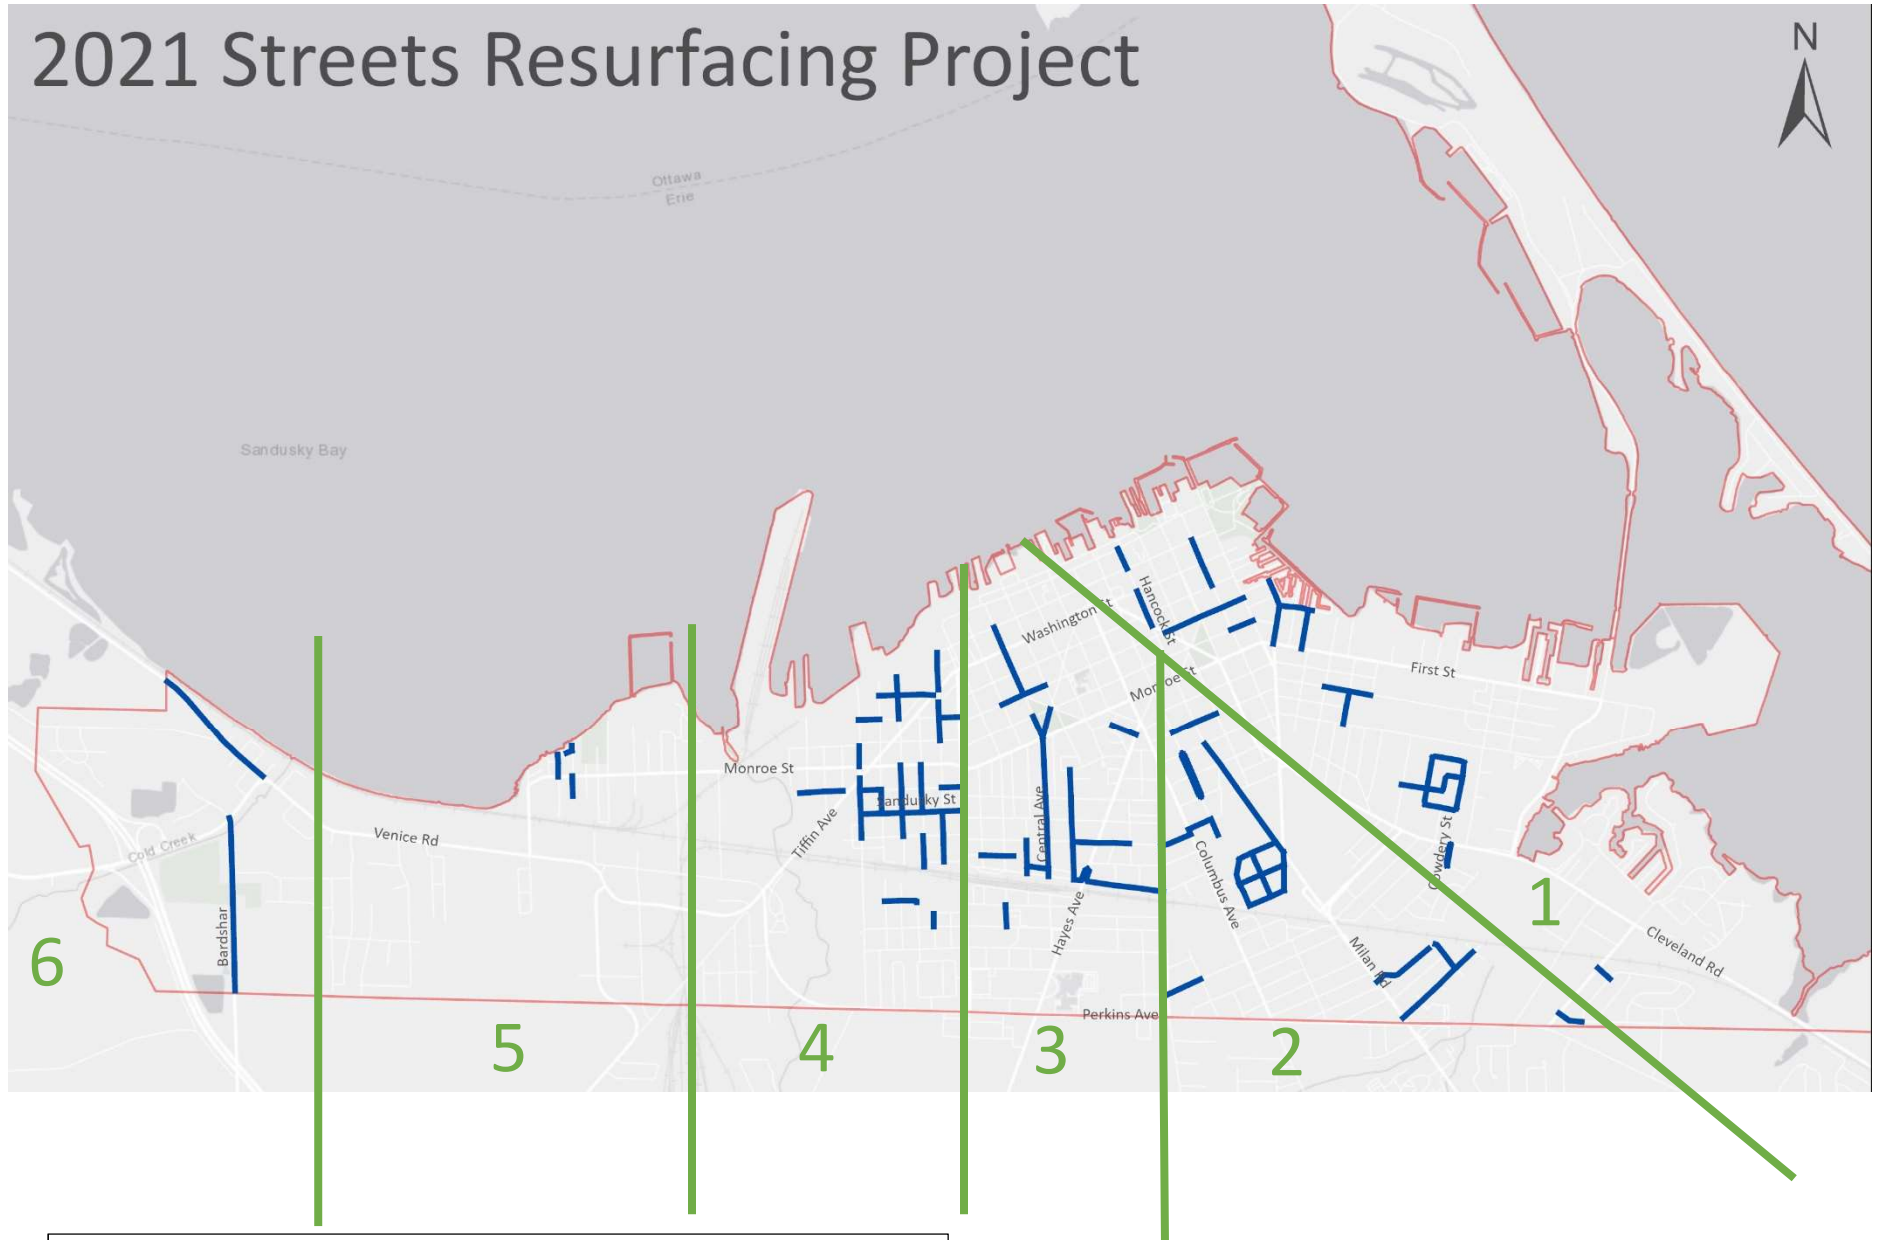 2021 Streets Resurfacing Project
N
Ottawa
Erie
Sandusky Bay
Hancock St
Washington St
First St
Monroe St
Monroe St
Sandusky St
Central Ave
Tiffin Ave
Venice Rd
Cold Creek
Cowdery St
Columbus Ave
Hayes Ave
Bardshar
Milan Rd
Cleveland Rd
Perkins Ave
1
2
3
4
5
6